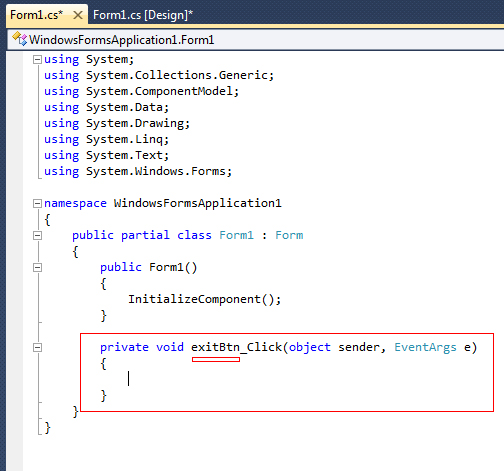 Form1.cs* X Form1.cs [Design]*
WindowsFormsApplication1.Form1
using System;
using System.Collections.Generic;
using System.ComponentModel;
using System.Data;
using System.Drawing;
using System.Linq;
using System.Text;
using System.Windows.Forms;
namespace WindowsFormsApplication1
{
public partial class Form1 : Form
{
public Form1()
{
InitializeComponent();
}
private void exitBtn_Click(object sender, EventArgs e)
{
}
}
}